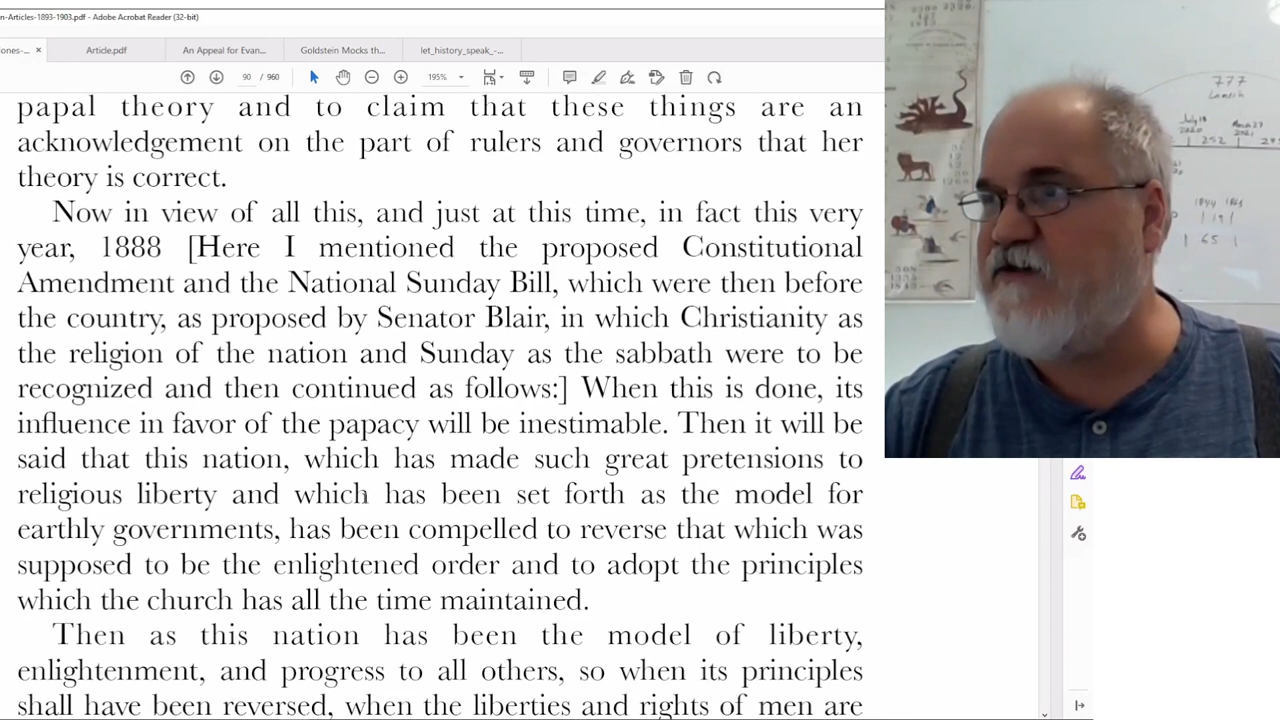 n-Articles-1893-1903.pdf - Adobe Acrobat Reader (32-bit)
ones-... × Article.pdf An Appeal for Evan... Goldstein Mocks th... let_history_speak_-...
90 / 960 195%
papal theory and to claim that these things are an
acknowledgement on the part of rulers and governors that her
theory is correct.
Now in view of all this, and just at this time, in fact this very
year, 1888 [Here I mentioned the proposed Constitutional
Amendment and the National Sunday Bill, which were then before
the country, as proposed by Senator Blair, in which Christianity as
the religion of the nation and Sunday as the sabbath were to be
recognized and then continued as follows:] When this is done, its
influence in favor of the papacy will be inestimable. Then it will be
said that this nation, which has made such great pretensions to
religious liberty and which has been set forth as the model for
earthly governments, has been compelled to reverse that which was
supposed to be the enlightened order and to adopt the principles
which the church has all the time maintained.
Then as this nation has been the model of liberty,
enlightenment, and progress to all others, so when its principles
shall have been reversed, when the liberties and rights of men are
777
Lamech
July 18
2020
252
1844
65